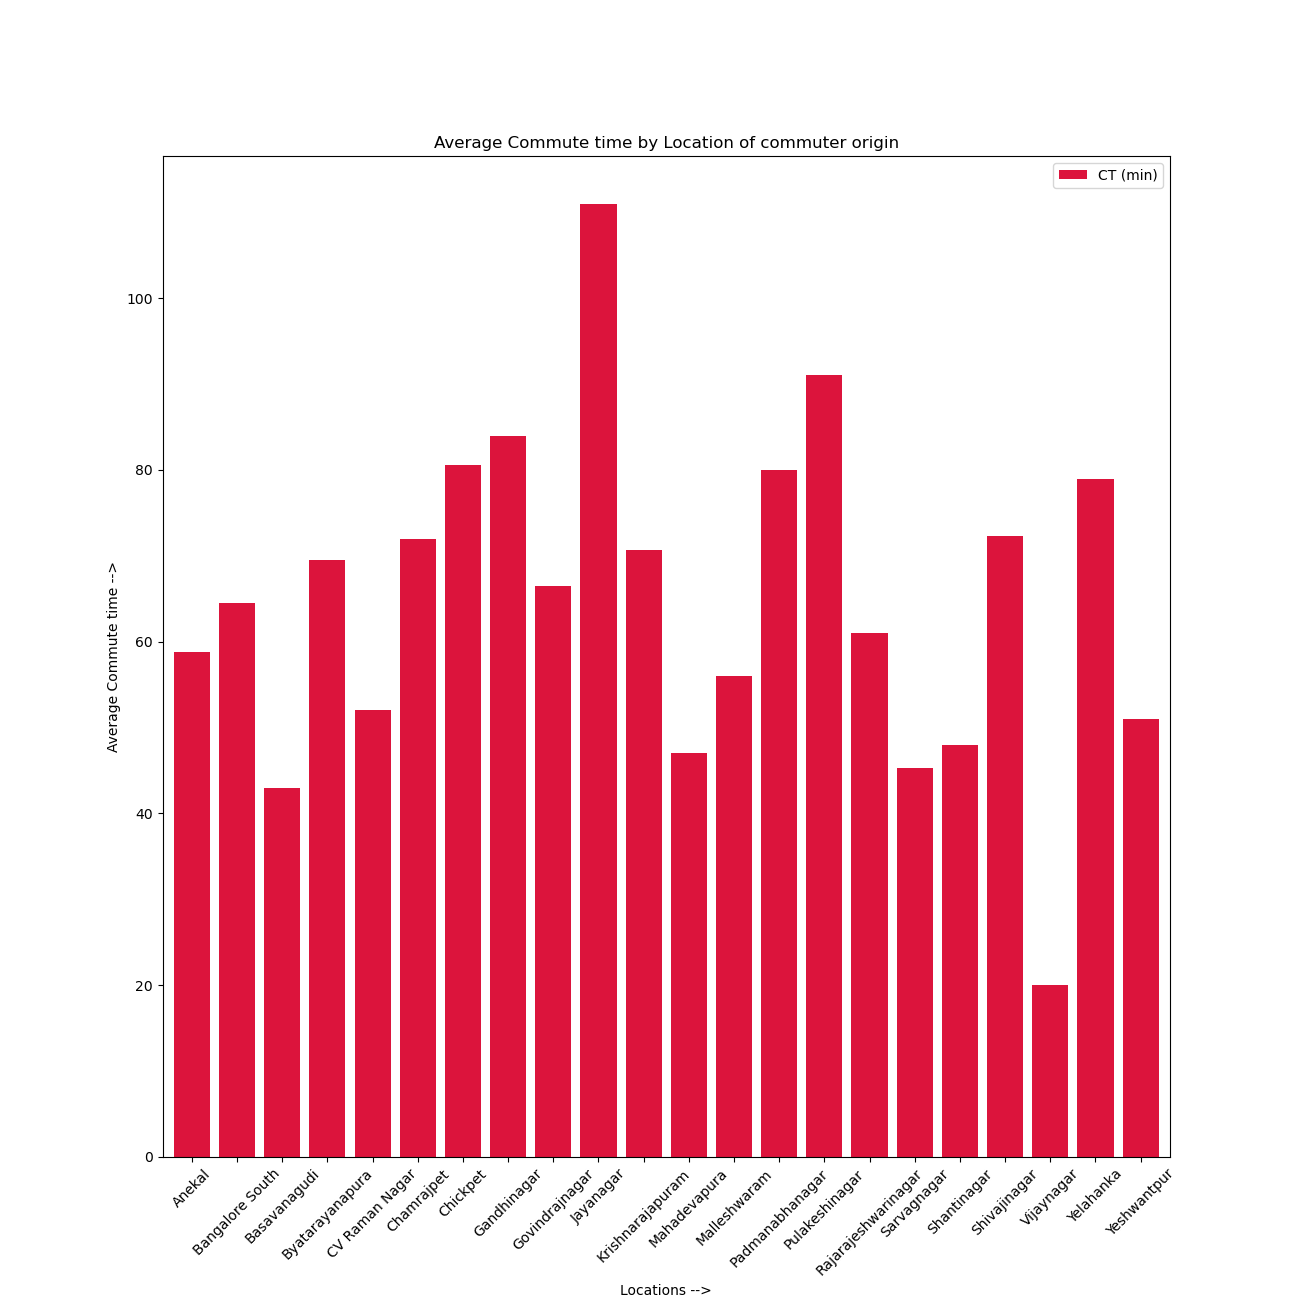 Average Commute time by Location of commuter origin
CT (min)
Average Commute time -->
100
80
60
40
20
0
Anekal
Bangalore South
Basavanagudi
Byatarayanapura
CV Raman Nagar
Chamrajpet
Chickpet
Gandhinagar
Govindrajnagar
Jayanagar
Krishnarajapuram
Mahadevapura
Malleshwaram
Padmanabhanagar
Pulakeshinagar
Rajarajeshwarinagar
Sarvagnagar
Shantinagar
Shivajinagar
Vijaynagar
Yelahanka
Yeshwantpur
Locations -->